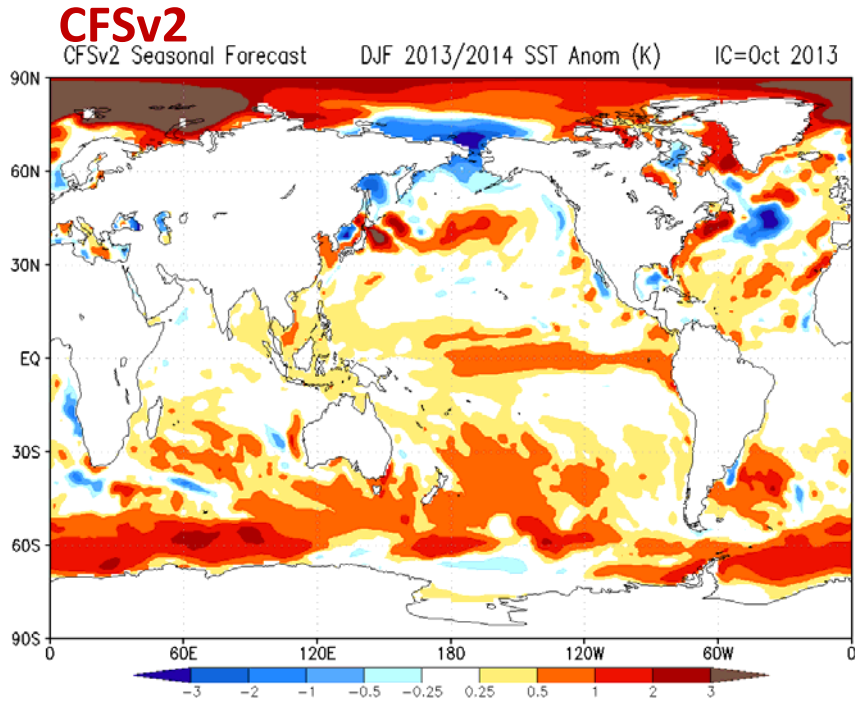 CFSv2
CFSv2 Seasonal Forecast DJF 2013/2014 SST Anom (K) IC=Oct 2013
90N
60N
30N
EQ
30S
60S
90S
0 60E 120E 180 120W 60W 0
-3 -2 -1 -0.5 -0.25 0.25 0.5 1 2 3